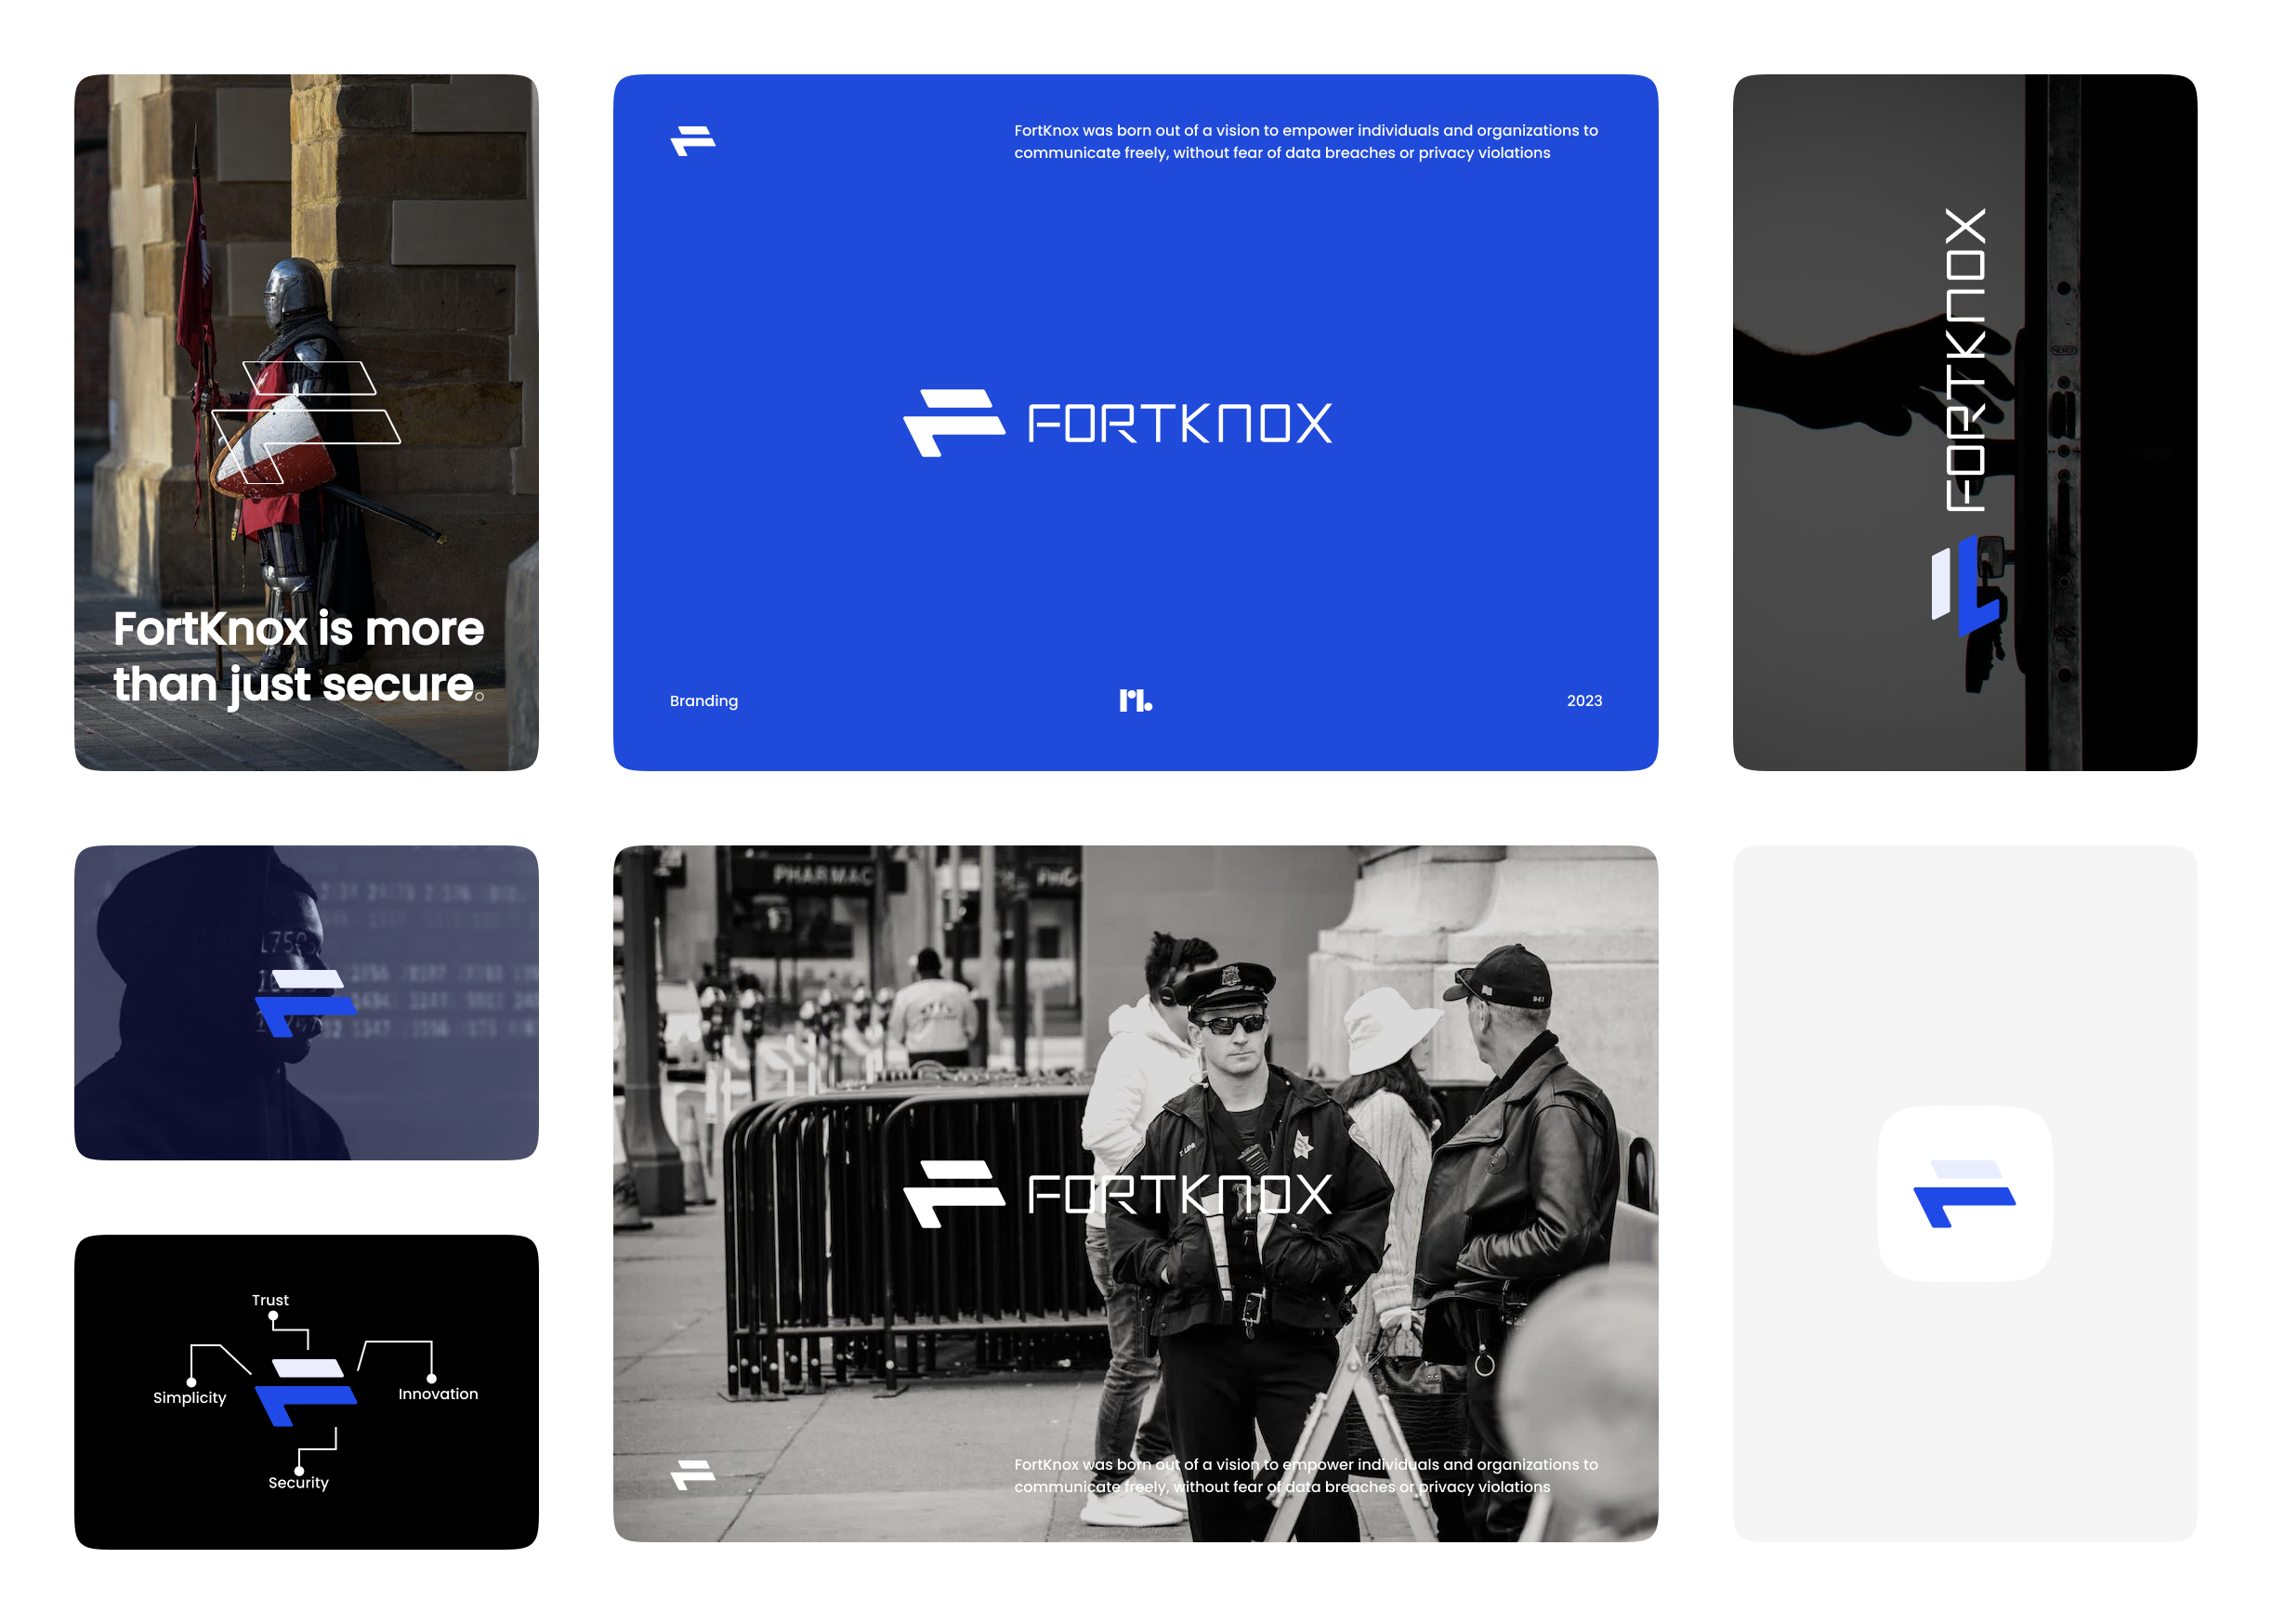 FortKnox is more
than just secure.
FortKnox was born out of a vision to empower individuals and organizations to
communicate freely, without fear of data breaches or privacy violations
FORTKNOX
Branding
2023
FORTKNOX
Trust
Simplicity
Innovation
Security
PHARMAC
FORTKNOX
FortKnox was born out of a vision to empower individuals and organizations to
communicate freely, without fear of data breaches or privacy violations